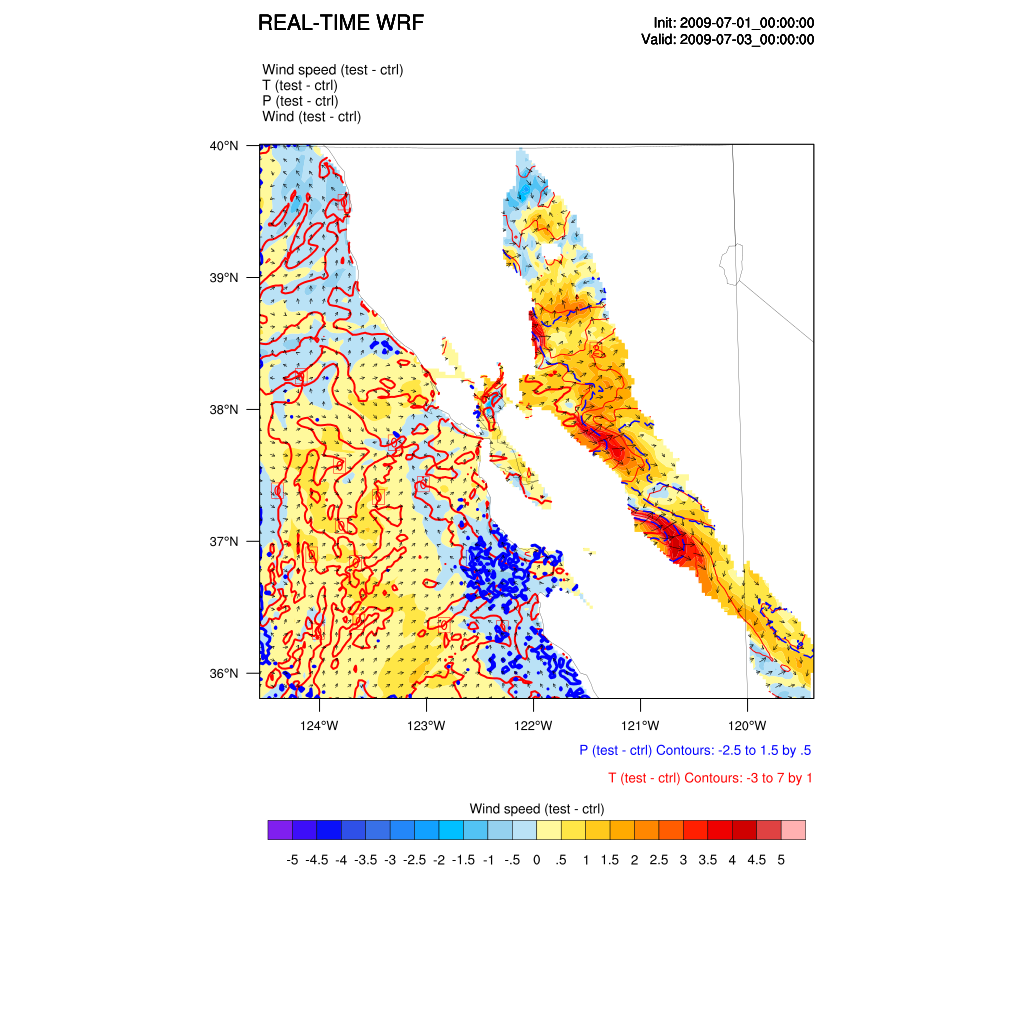 REAL-TIME WRF
Init: 2009-07-01_00:00:00
Valid: 2009-07-03_00:00:00
Wind speed (test - ctrl)
T (test - ctrl)
P (test - ctrl)
Wind (test - ctrl)
40°N
39°N
38°N
37°N
36°N
124°W 123°W 122°W 121°W 120°W
P (test - ctrl) Contours: -2.5 to 1.5 by .5
T (test - ctrl) Contours: -3 to 7 by 1
Wind speed (test - ctrl)
-5 -4.5 -4 -3.5 -3 -2.5 -2 -1.5 -1 -.5 0 .5 1 1.5 2 2.5 3 3.5 4 4.5 5